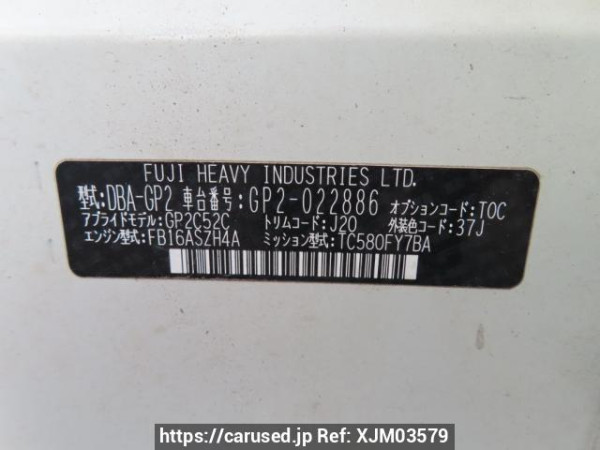 FUJI HEAVY INDUSTRIES LTD.
型式:DBA-GP2 車台番号:GP2-022886 オプションコード:TOC
アプライドモデル:GP2C52C トリムコード:J20 外装色コード:37J
エンジン型式:FB16ASZH4A ミッション型式:TC580FY7BA
https://carused.jp Ref: XJM03579